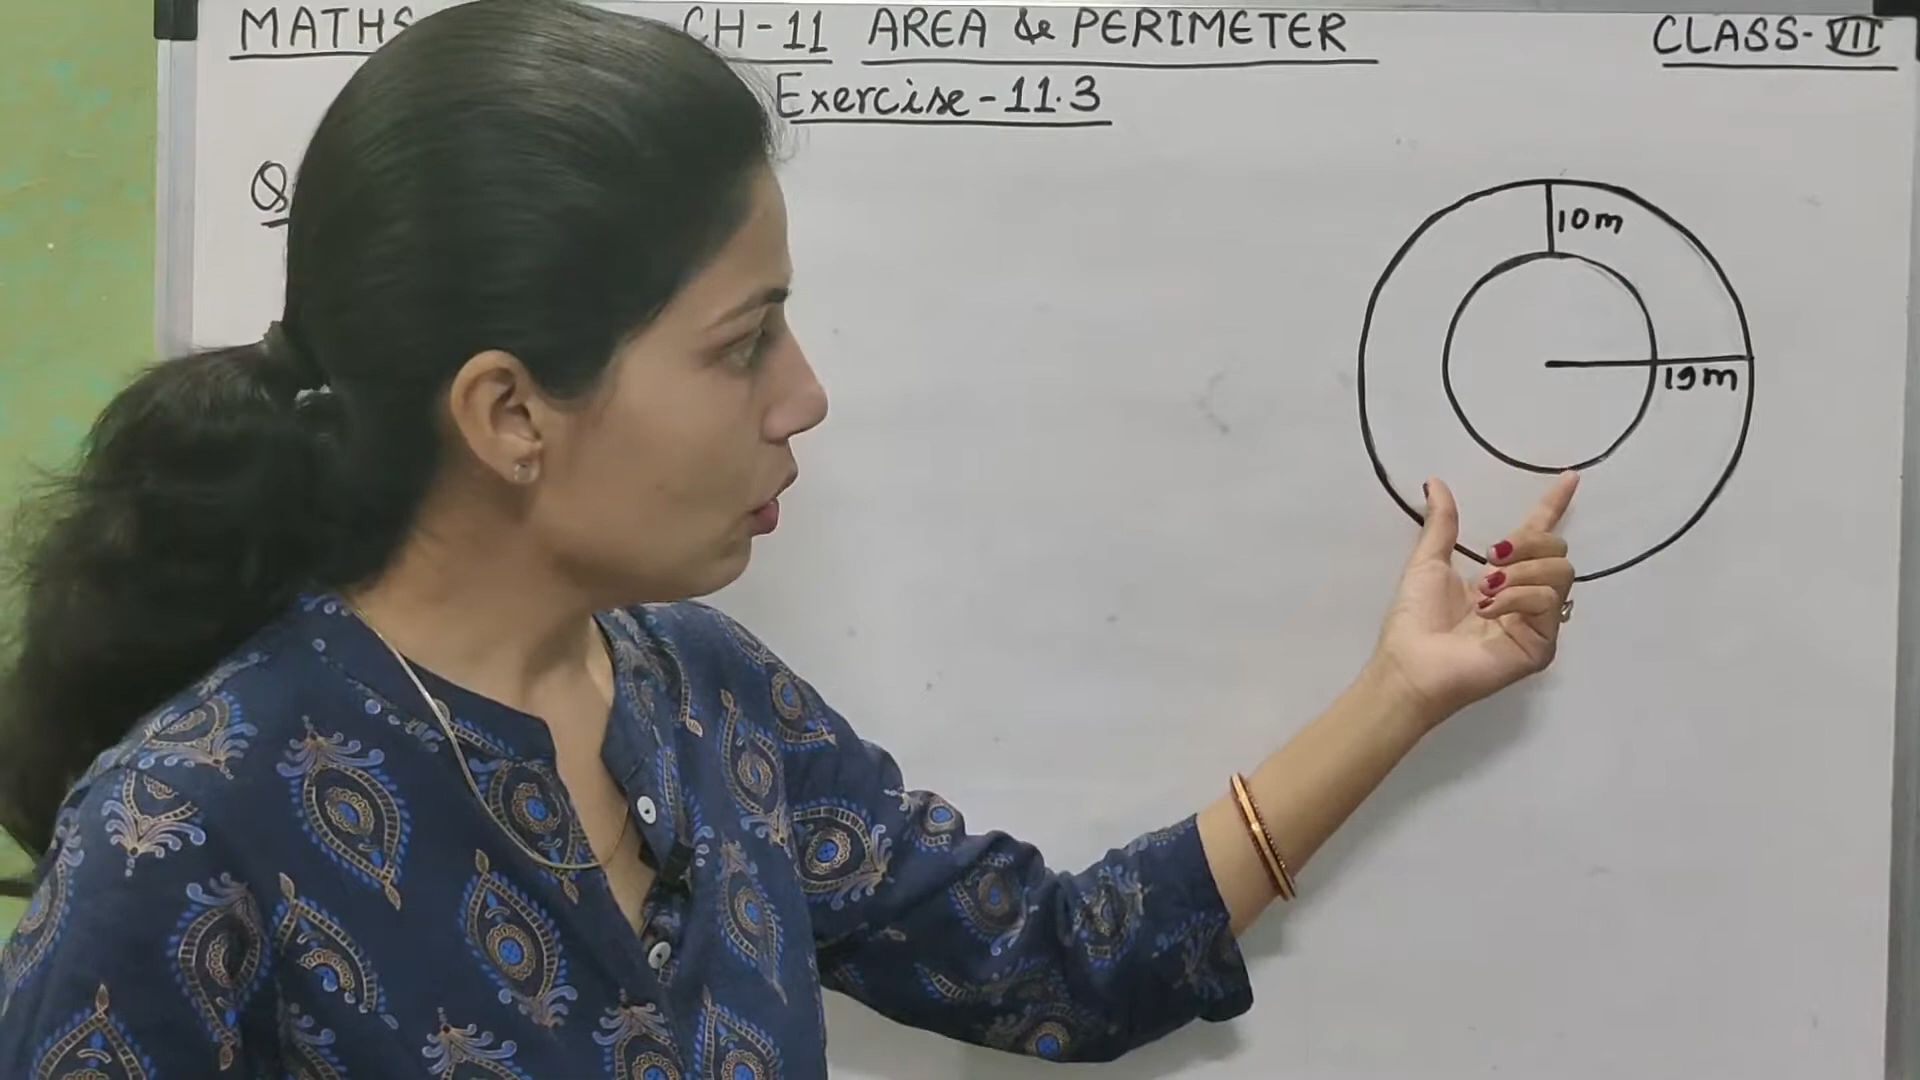 MATHS CH-11 AREA & PERIMETER CLASS-VII
Exercise-11.3
Q
10m
19m